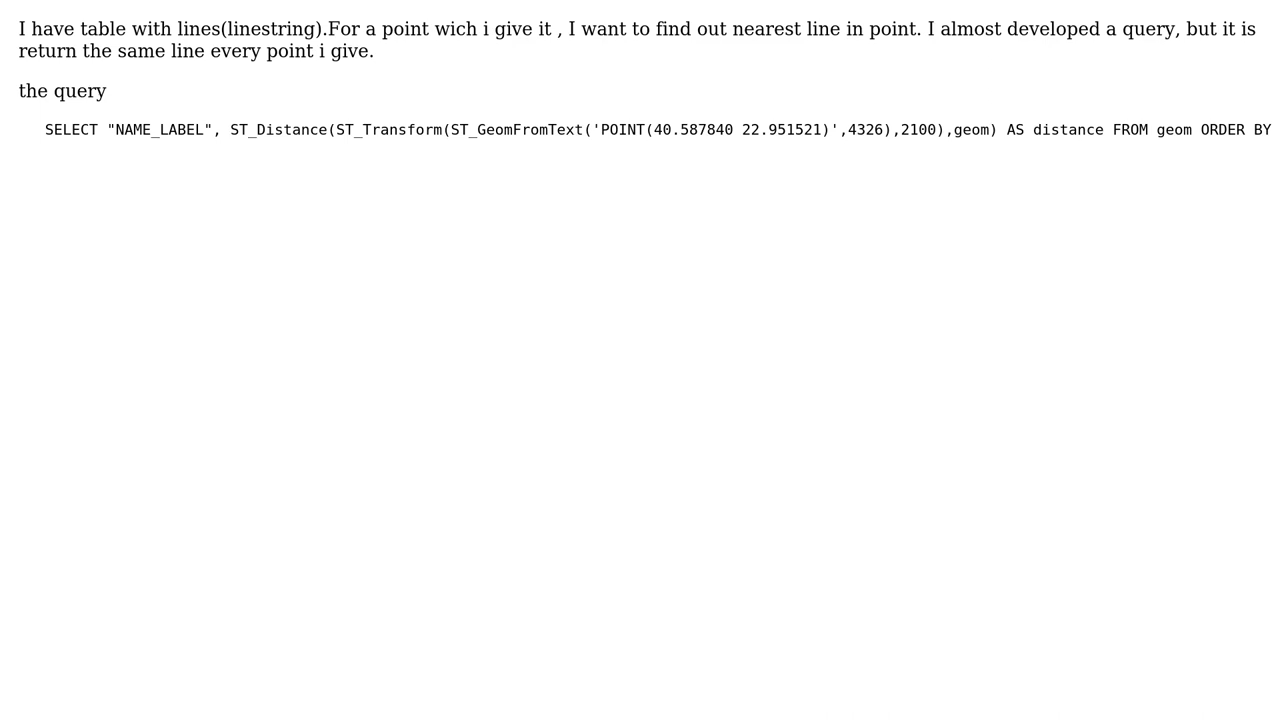 I have table with lines(linestring).For a point wich i give it , I want to find out nearest line in point. I almost developed a query, but it is
return the same line every point i give.
the query
SELECT "NAME_LABEL", ST_Distance(ST_Transform(ST_GeomFromText('POINT(40.587840 22.951521)',4326),2100),geom) AS distance FROM geom ORDER BY